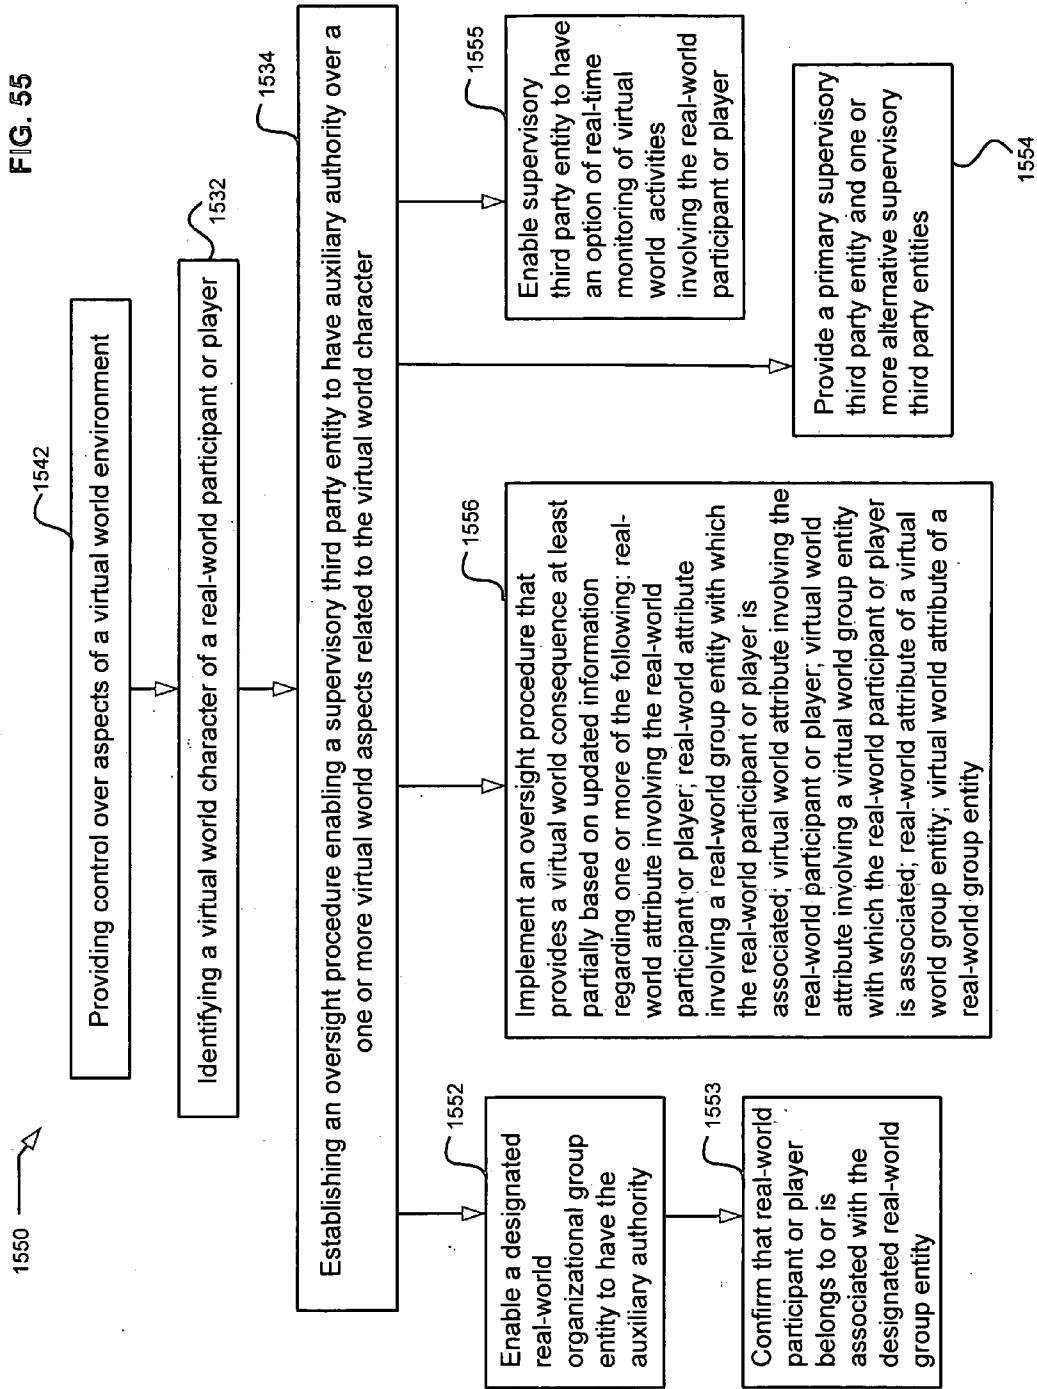 FIG. 55
1550
1542
Providing control over aspects of a virtual world environment
1532
Identifying a virtual world character of a real-world participant or player
1534
Establishing an oversight procedure enabling a supervisory third party entity to have auxiliary authority over a
one or more virtual world aspects related to the virtual world character
1552
Enable a designated
real-world
organizational group
entity to have the
auxiliary authority
1553
Confirm that real-world
participant or player
belongs to or is
associated with the
designated real-world
group entity
1556
Implement an oversight procedure that
provides a virtual world consequence at least
partially based on updated information
regarding one or more of the following: real-
world attribute involving the real-world
participant or player; real-world attribute
involving a real-world group entity with which
the real-world participant or player is
associated; virtual world attribute involving the
real-world participant or player; virtual world
attribute involving a virtual world group entity
with which the real-world participant or player
is associated; real-world attribute of a virtual
world group entity; virtual world attribute of a
real-world group entity
1555
Enable supervisory
third party entity to have
an option of real-time
monitoring of virtual
world activities
involving the real-world
participant or player
Provide a primary supervisory
third party entity and one or
more alternative supervisory
third party entities
1554